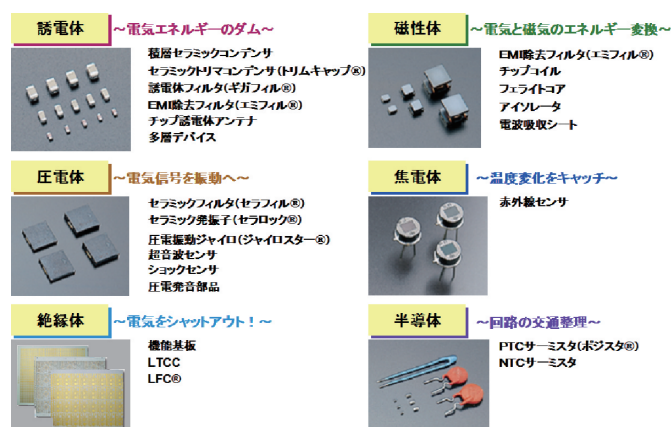 誘電体 ～電気エネルギーのダム～
積層セラミックコンデンサ
セラミックトリマコンデンサ(トリムキャップ®)
誘電体フィルタ(ギガフィル®)
EMI除去フィルタ(エミフィル®)
チップ誘電体アンテナ
多層デバイス
磁性体 ～電気と磁気のエネルギー変換～
EMI除去フィルタ(エミフィル®)
チップコイル
フェライトコア
アイソレータ
電波吸収シート
圧電体 ～電気信号を振動へ～
セラミックフィルタ(セラフィル®)
セラミック発振子(セラロック®)
圧電振動ジャイロ(ジャイロスター®)
超音波センサ
ショックセンサ
圧電発音部品
焦電体 ～温度変化をキャッチ～
赤外線センサ
絶縁体 ～電気をシャットアウト！～
機能基板
LTCC
LFC®
半導体 ～回路の交通整理～
PTCサーミスタ(ポジスタ®)
NTCサーミスタ